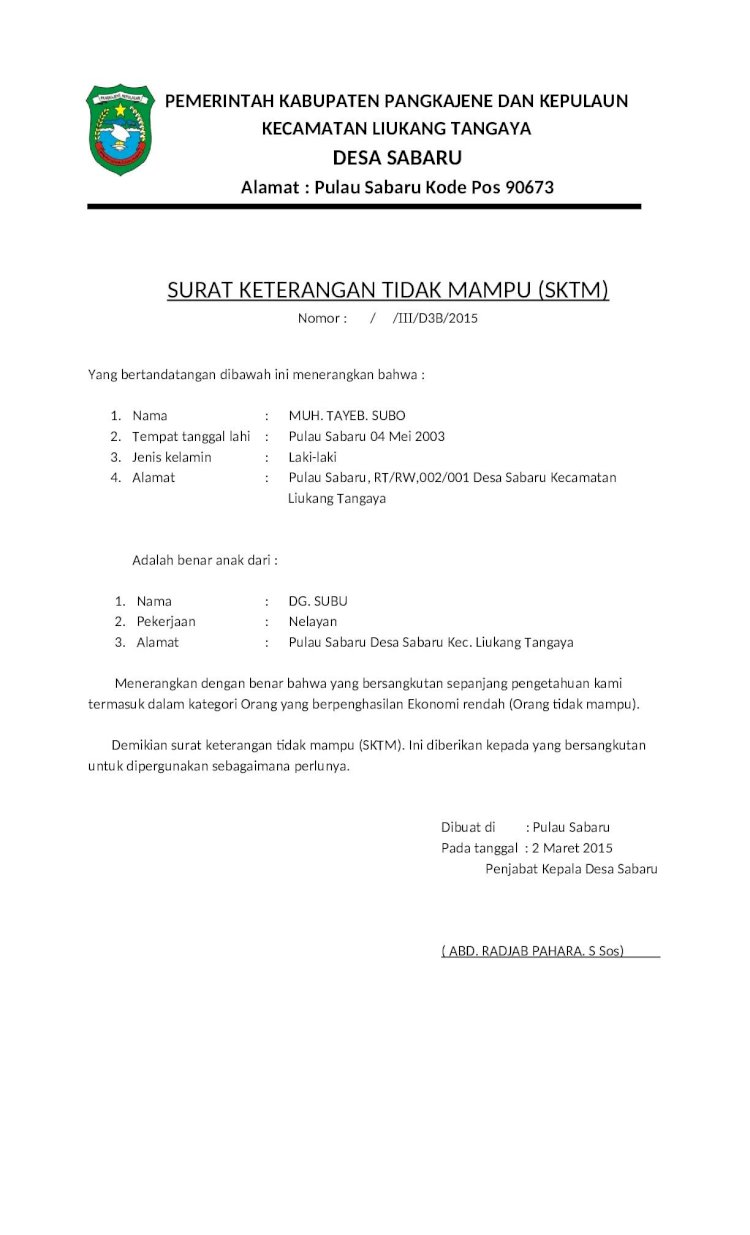 PEMERINTAH KABUPATEN PANGKAJENE DAN KEPULAUN
KECAMATAN LIUKANG TANGAYA
DESA SABARU
Alamat : Pulau Sabaru Kode Pos 90673
SURAT KETERANGAN TIDAK MAMPU (SKTM)
Nomor : / /III/D3B/2015
Yang bertandatangan dibawah ini menerangkan bahwa :
1. Nama : MUH. TAYEB. SUBO
2. Tempat tanggal lahi : Pulau Sabaru 04 Mei 2003
3. Jenis kelamin : Laki-laki
4. Alamat : Pulau Sabaru, RT/RW,002/001 Desa Sabaru Kecamatan
Liukang Tangaya
Adalah benar anak dari :
1. Nama : DG. SUBU
2. Pekerjaan : Nelayan
3. Alamat : Pulau Sabaru Desa Sabaru Kec. Liukang Tangaya
Menerangkan dengan benar bahwa yang bersangkutan sepanjang pengetahuan kami
termasuk dalam kategori Orang yang berpenghasilan Ekonomi rendah (Orang tidak mampu).
Demikian surat keterangan tidak mampu (SKTM). Ini diberikan kepada yang bersangkutan
untuk dipergunakan sebagaimana perlunya.
Dibuat di : Pulau Sabaru
Pada tanggal : 2 Maret 2015
Penjabat Kepala Desa Sabaru
( ABD. RADJAB PAHARA. S Sos)